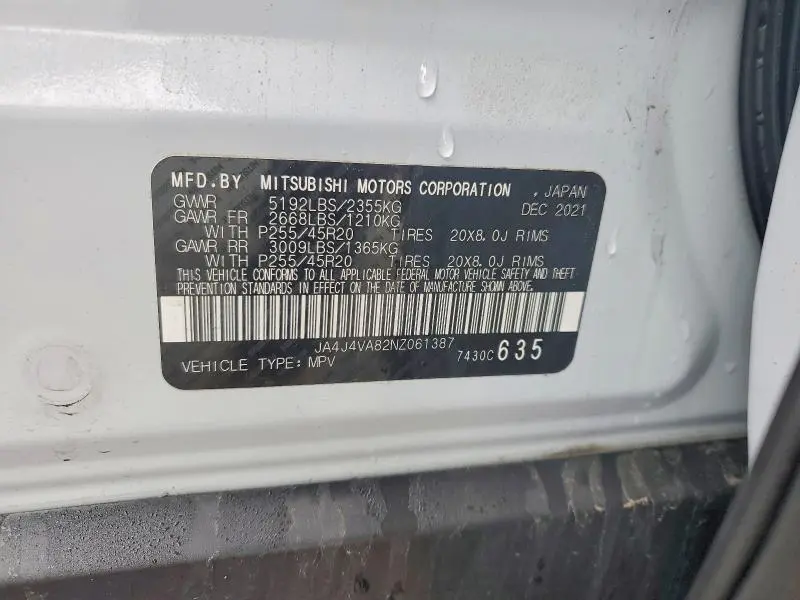 MFD.BY MITSUBISHI MOTORS CORPORATION , JAPAN
GVWR 5192LBS/2355KG DEC 2021
GAWR FR 2668LBS/1210KG
WITH P255/45R20 TIRES 20X8.0J RIMS
GAWR RR 3009LBS/1365KG
WITH P255/45R20 TIRES 20X8.0J RIMS
THIS VEHICLE CONFORMS TO ALL APPLICABLE FEDERAL MOTOR VEHICLE SAFETY AND THEFT
PREVENTION STANDARDS IN EFFECT ON THE DATE OF MANUFACTURE SHOWN ABOVE.
JA4J4VA82NZ061387
VEHICLE TYPE: MPV 7430C 635